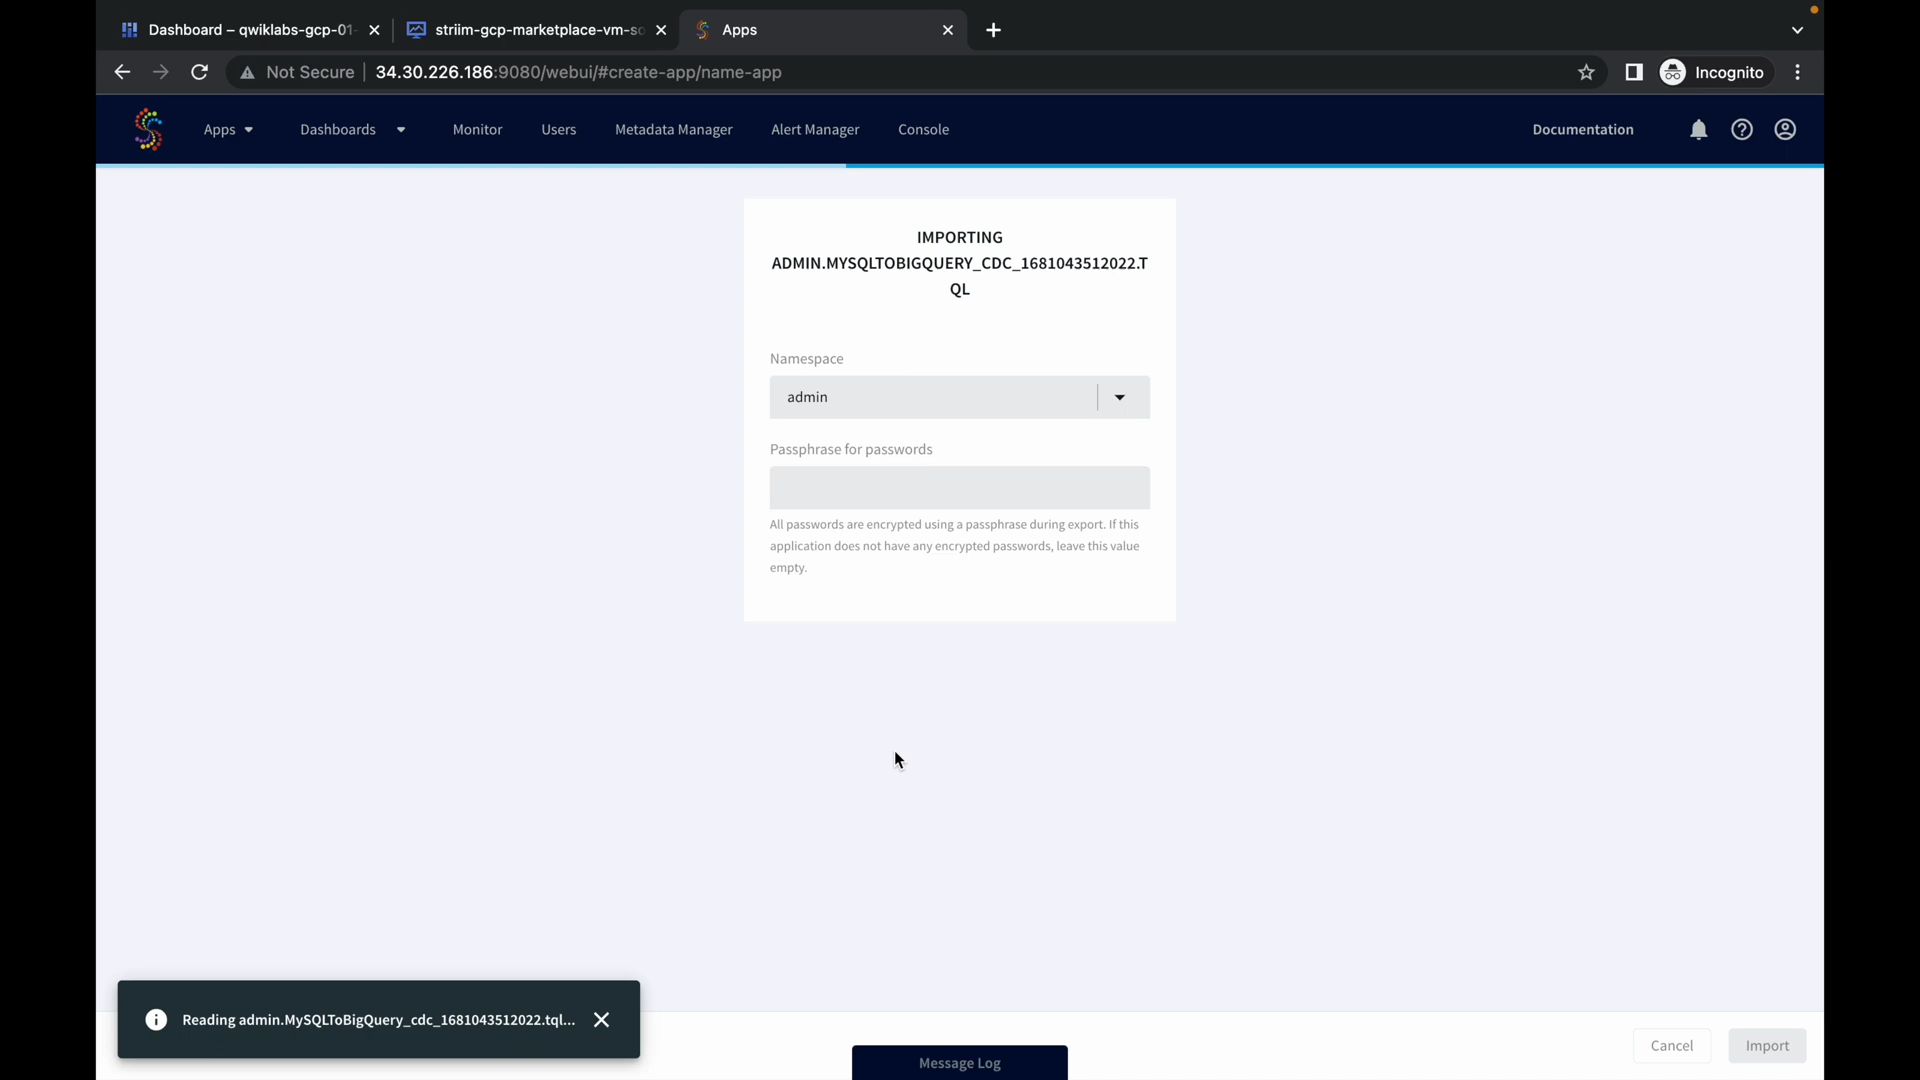 Dashboard – qwiklabs-gcp-01-
striim-gcp-marketplace-vm-so
Apps
Not Secure
34.30.226.186:9080/webui/#create-app/name-app
Incognito
Apps
Dashboards
Monitor
Users
Metadata Manager
Alert Manager
Console
Documentation
IMPORTING
ADMIN.MYSQLTOBIGQUERY_CDC_1681043512022.T
QL
Namespace
admin
Passphrase for passwords
All passwords are encrypted using a passphrase during export. If this
application does not have any encrypted passwords, leave this value
empty.
Reading admin.MySQLToBigQuery_cdc_1681043512022.tql...
Message Log
Cancel
Import